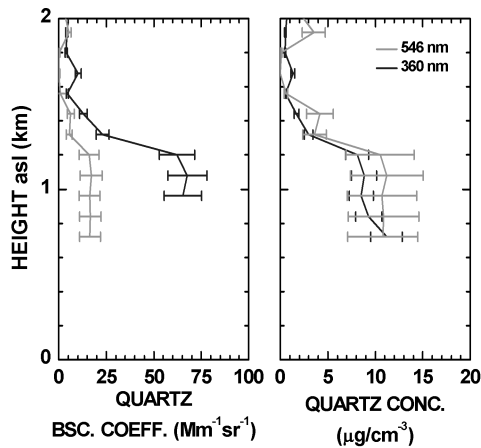 2
546 nm
360 nm
HEIGHT asl (km)
1
0
0 25 50 75 100
0 5 10 15 20
QUARTZ
BSC. COEFF. (Mm⁻¹sr⁻¹)
QUARTZ CONC.
(μg/cm⁻³)